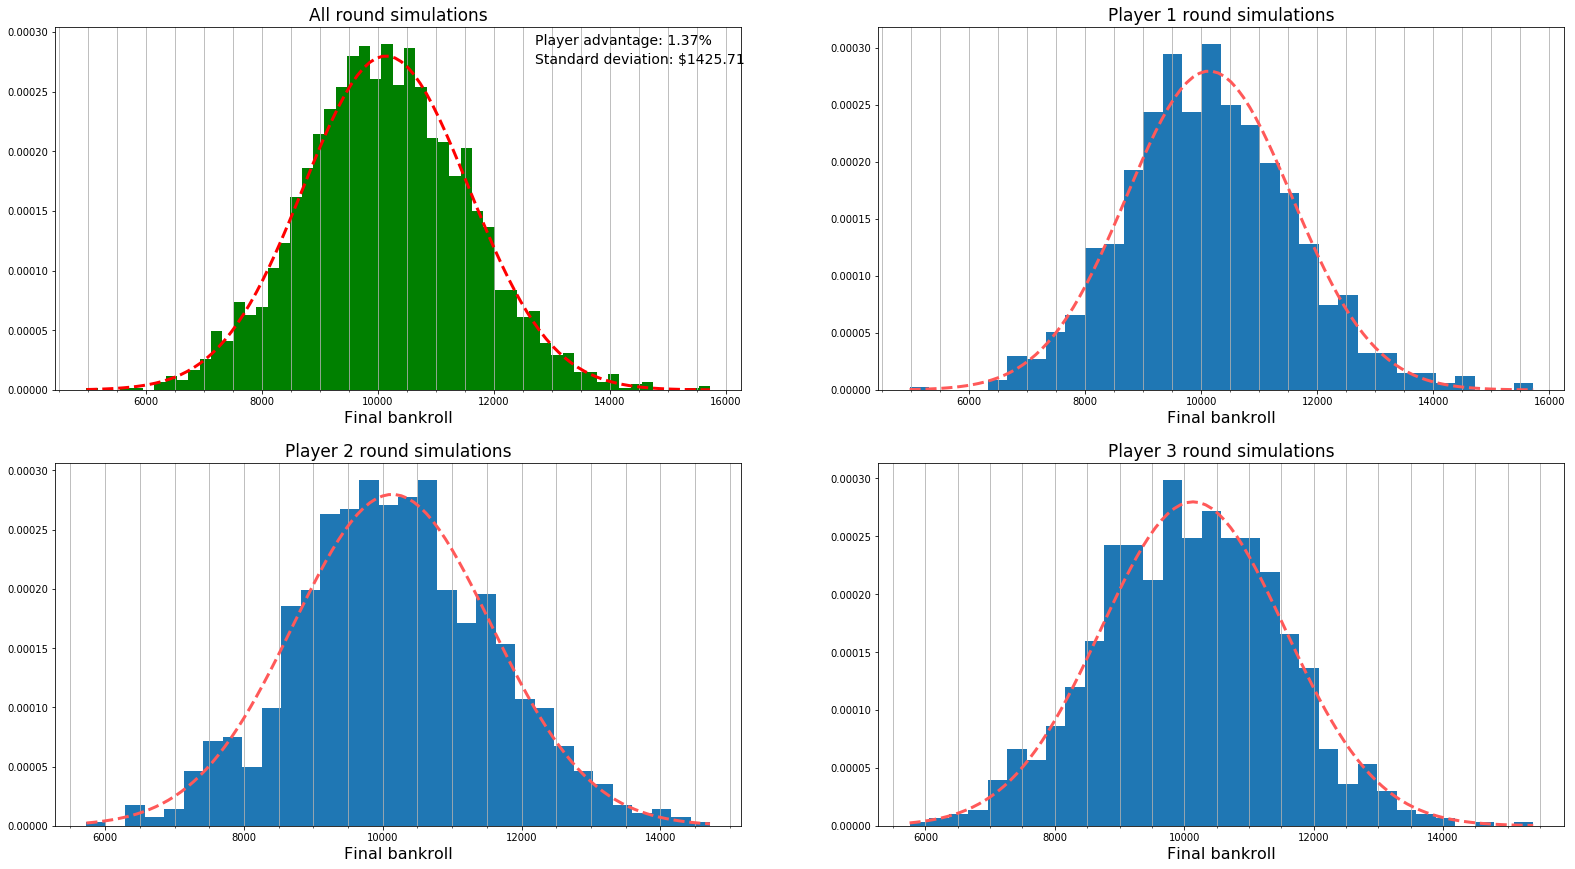 All round simulations
Player advantage: 1.37%
Standard deviation: $1425.71
0.00030
0.00025
0.00020
0.00015
0.00010
0.00005
0.00000
6000 8000 10000 12000 14000 16000
Final bankroll
Player 1 round simulations
0.00030
0.00025
0.00020
0.00015
0.00010
0.00005
0.00000
6000 8000 10000 12000 14000 16000
Final bankroll
Player 2 round simulations
0.00030
0.00025
0.00020
0.00015
0.00010
0.00005
0.00000
6000 8000 10000 12000 14000
Final bankroll
Player 3 round simulations
0.00030
0.00025
0.00020
0.00015
0.00010
0.00005
0.00000
6000 8000 10000 12000 14000
Final bankroll